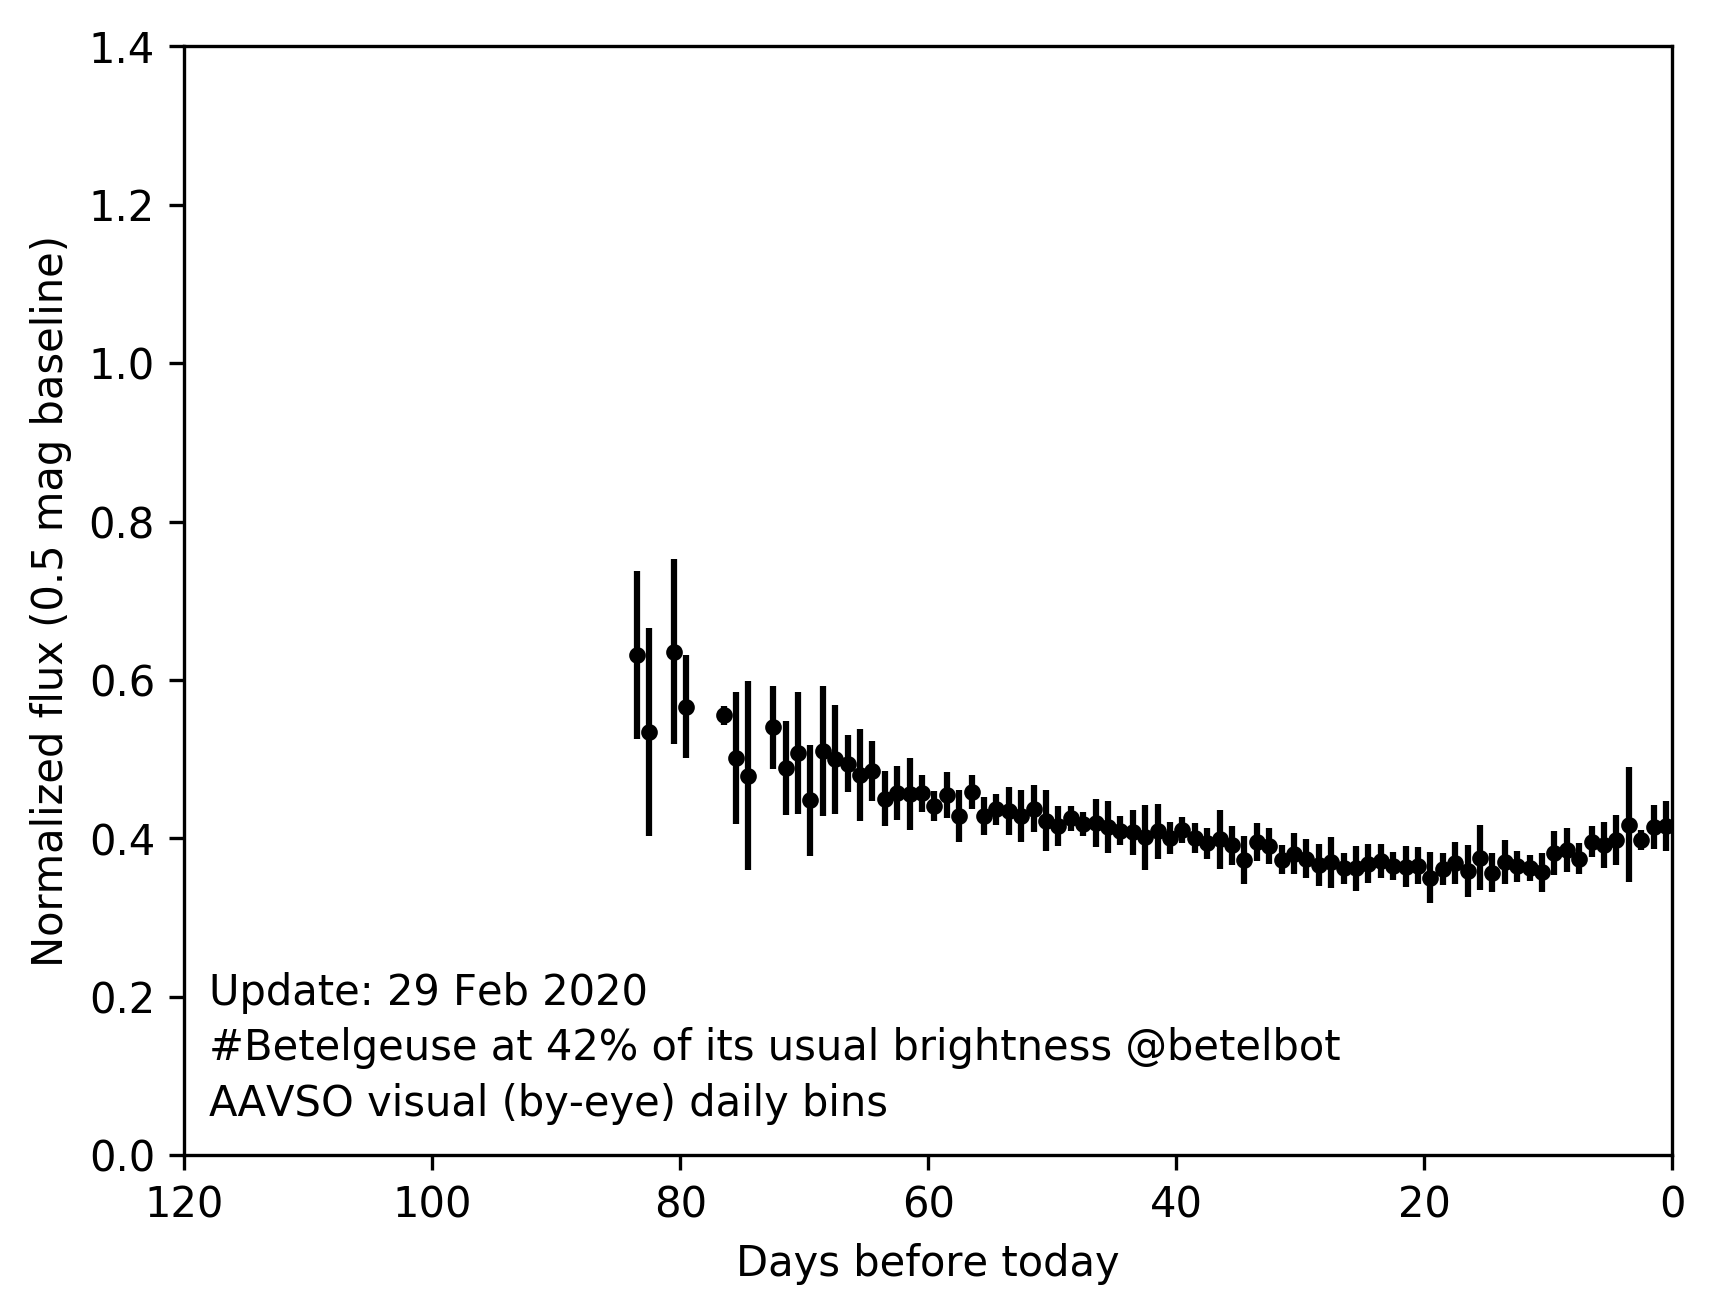 1.4
1.2
1.0
0.8
0.6
0.4
0.2
0.0
Normalized flux (0.5 mag baseline)
Update: 29 Feb 2020
#Betelgeuse at 42% of its usual brightness @betelbot
AAVSO visual (by-eye) daily bins
120 100 80 60 40 20 0
Days before today